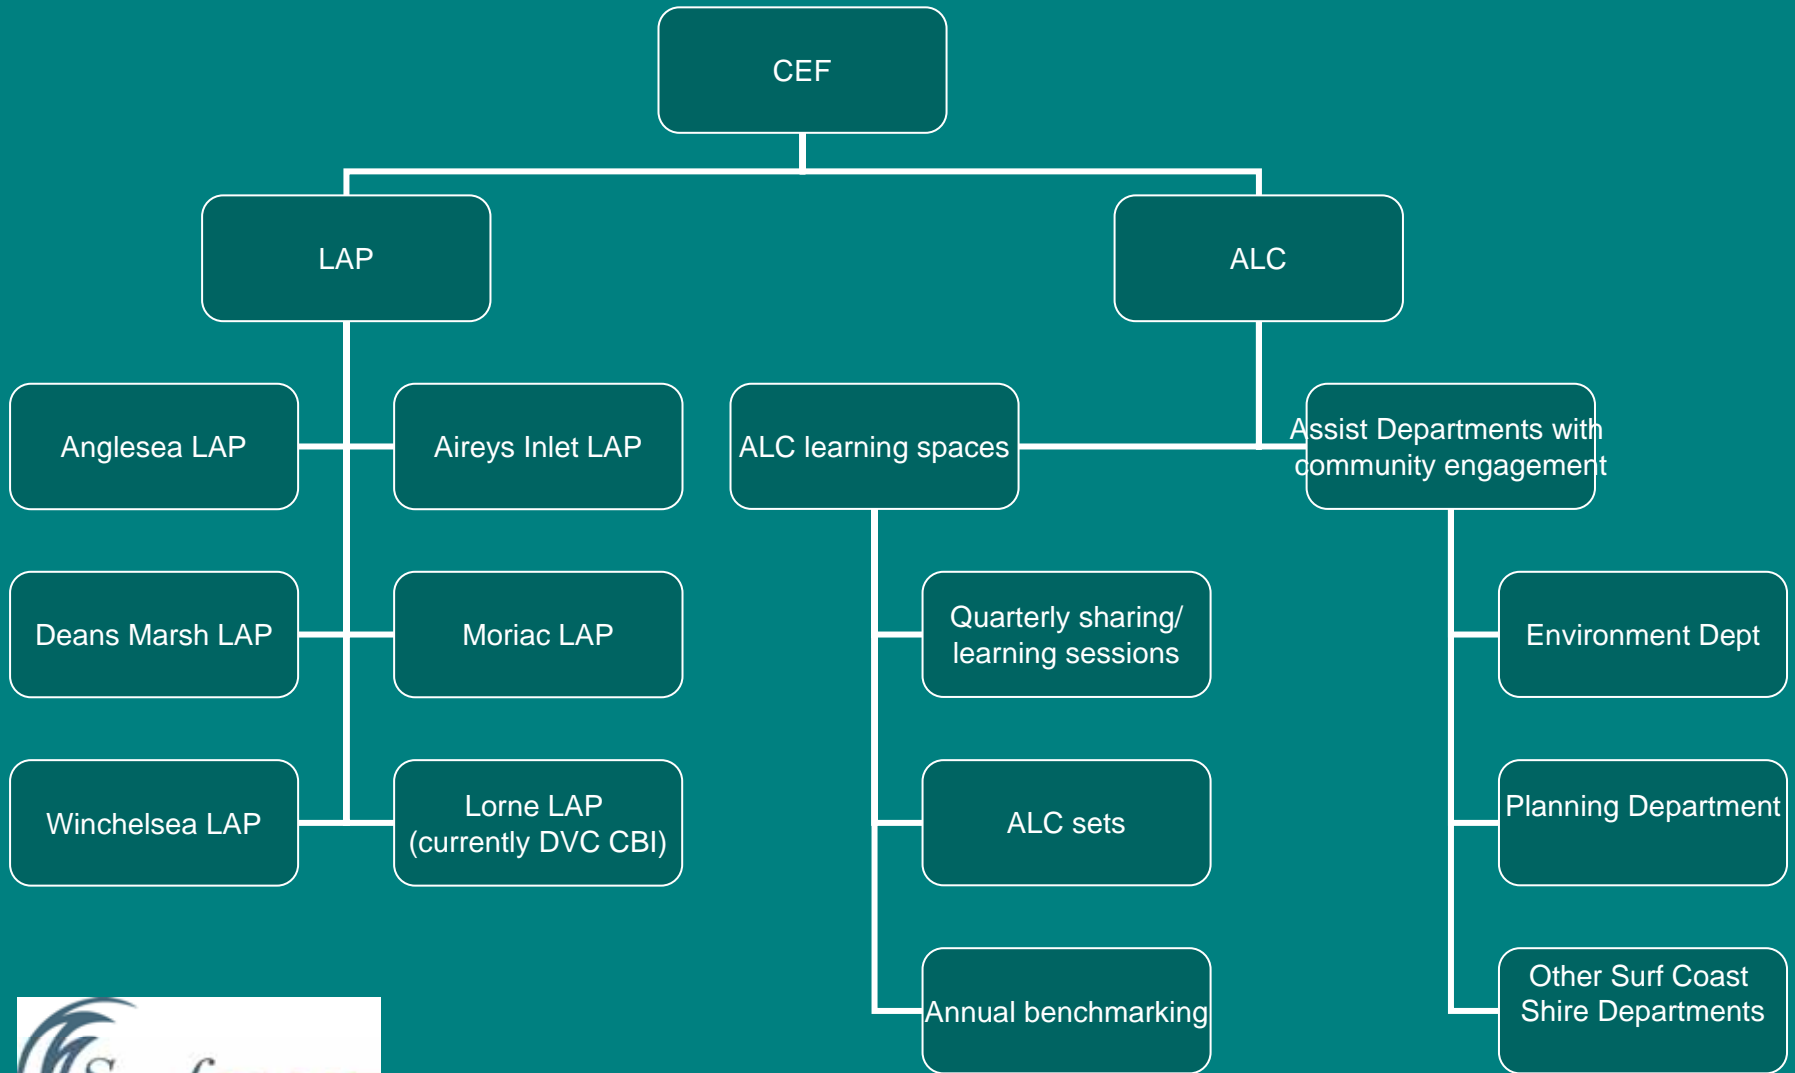 CEF
LAP
ALC
Anglesea LAP
Aireys Inlet LAP
ALC learning spaces
Assist Departments with
community engagement
Deans Marsh LAP
Moriac LAP
Quarterly sharing/
learning sessions
Environment Dept
Winchelsea LAP
Lorne LAP
(currently DVC CBI)
ALC sets
Planning Department
Annual benchmarking
Other Surf Coast
Shire Departments